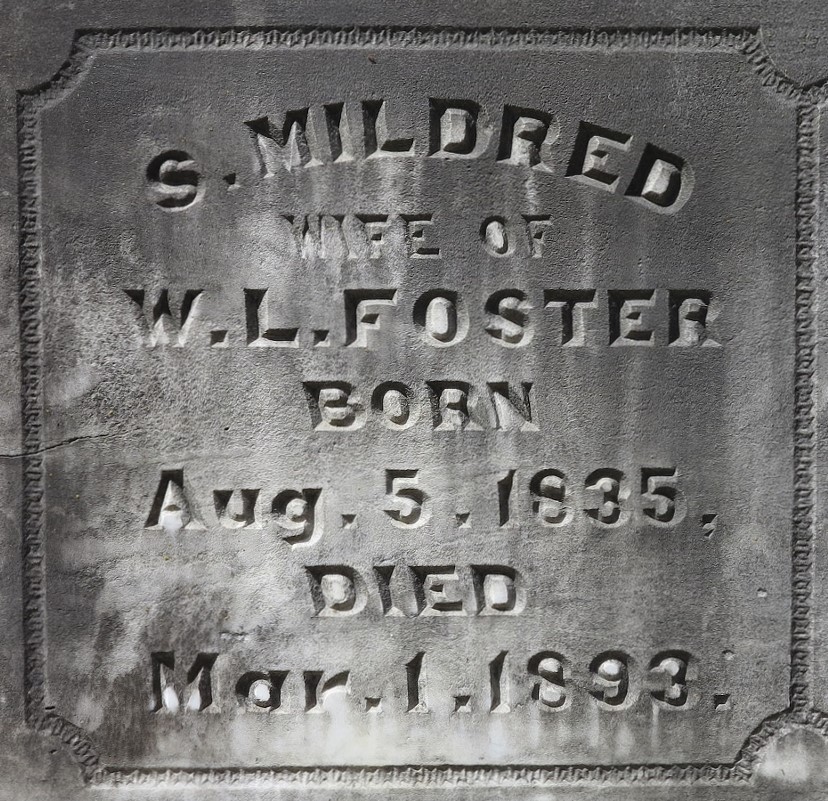 S. MILDRED
WIFE OF
W. L. FOSTER
BORN
Aug. 5. 1835.
DIED
Mar. 1. 1893.